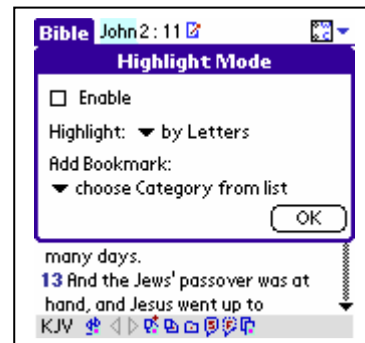 Bible John 2 : 11
Highlight Mode
Enable
Highlight: by Letters
Add Bookmark:
choose Category from list
OK
many days.
13 And the Jews' passover was at
hand, and Jesus went up to
KJV